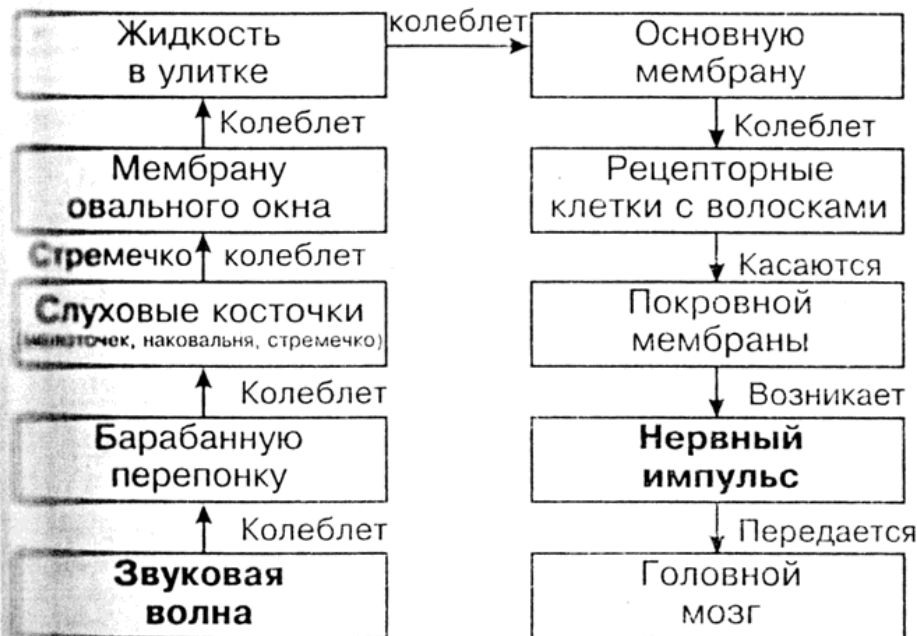 Жидкость
в улитке
колеблет
Основную
мембрану
Колеблет
Колеблет
Мембрану
овального окна
Рецепторные
клетки с волосками
Стремечко колеблет
Касаются
Слуховые косточки
(молоточек, наковальня, стремечко)
Покровной
мембраны
Колеблет
Возникает
Барабанную
перепонку
Нервный
импульс
Колеблет
Передается
Звуковая
волна
Головной
мозг